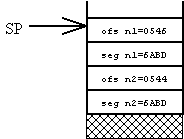 SP
ofs n1=0546
seg n1=6ABD
ofs n2=0544
seg n2=6ABD